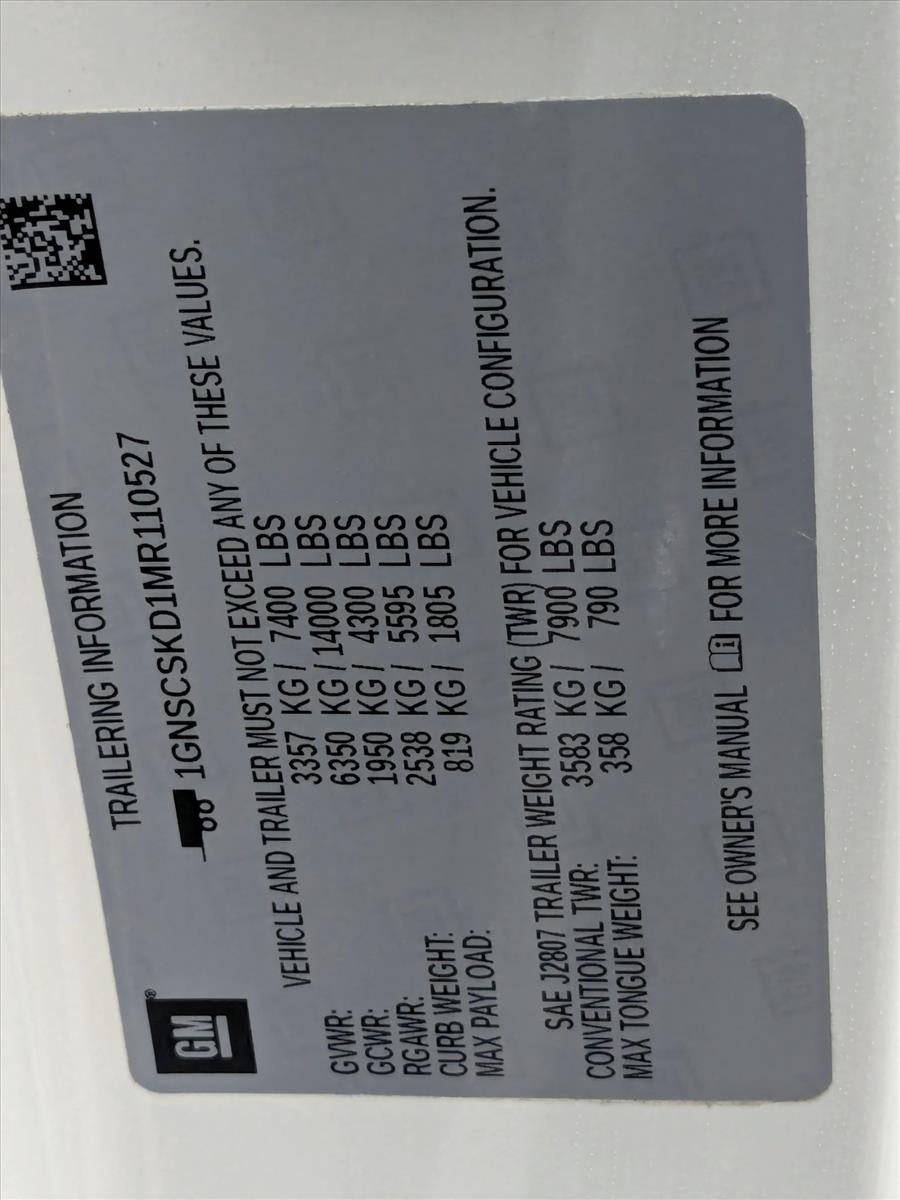 TRAILERING INFORMATION
GM®
1GNSCSKD1MR110527
VEHICLE AND TRAILER MUST NOT EXCEED ANY OF THESE VALUES.
GVWR: 3357 KG / 7400 LBS
GCWR: 6350 KG / 14000 LBS
RGAWR: 1950 KG / 4300 LBS
CURB WEIGHT: 2538 KG / 5595 LBS
MAX PAYLOAD: 819 KG / 1805 LBS
SAE J2807 TRAILER WEIGHT RATING (TWR) FOR VEHICLE CONFIGURATION.
CONVENTIONAL TWR: 3583 KG / 7900 LBS
MAX TONGUE WEIGHT: 358 KG / 790 LBS
SEE OWNER'S MANUAL FOR MORE INFORMATION